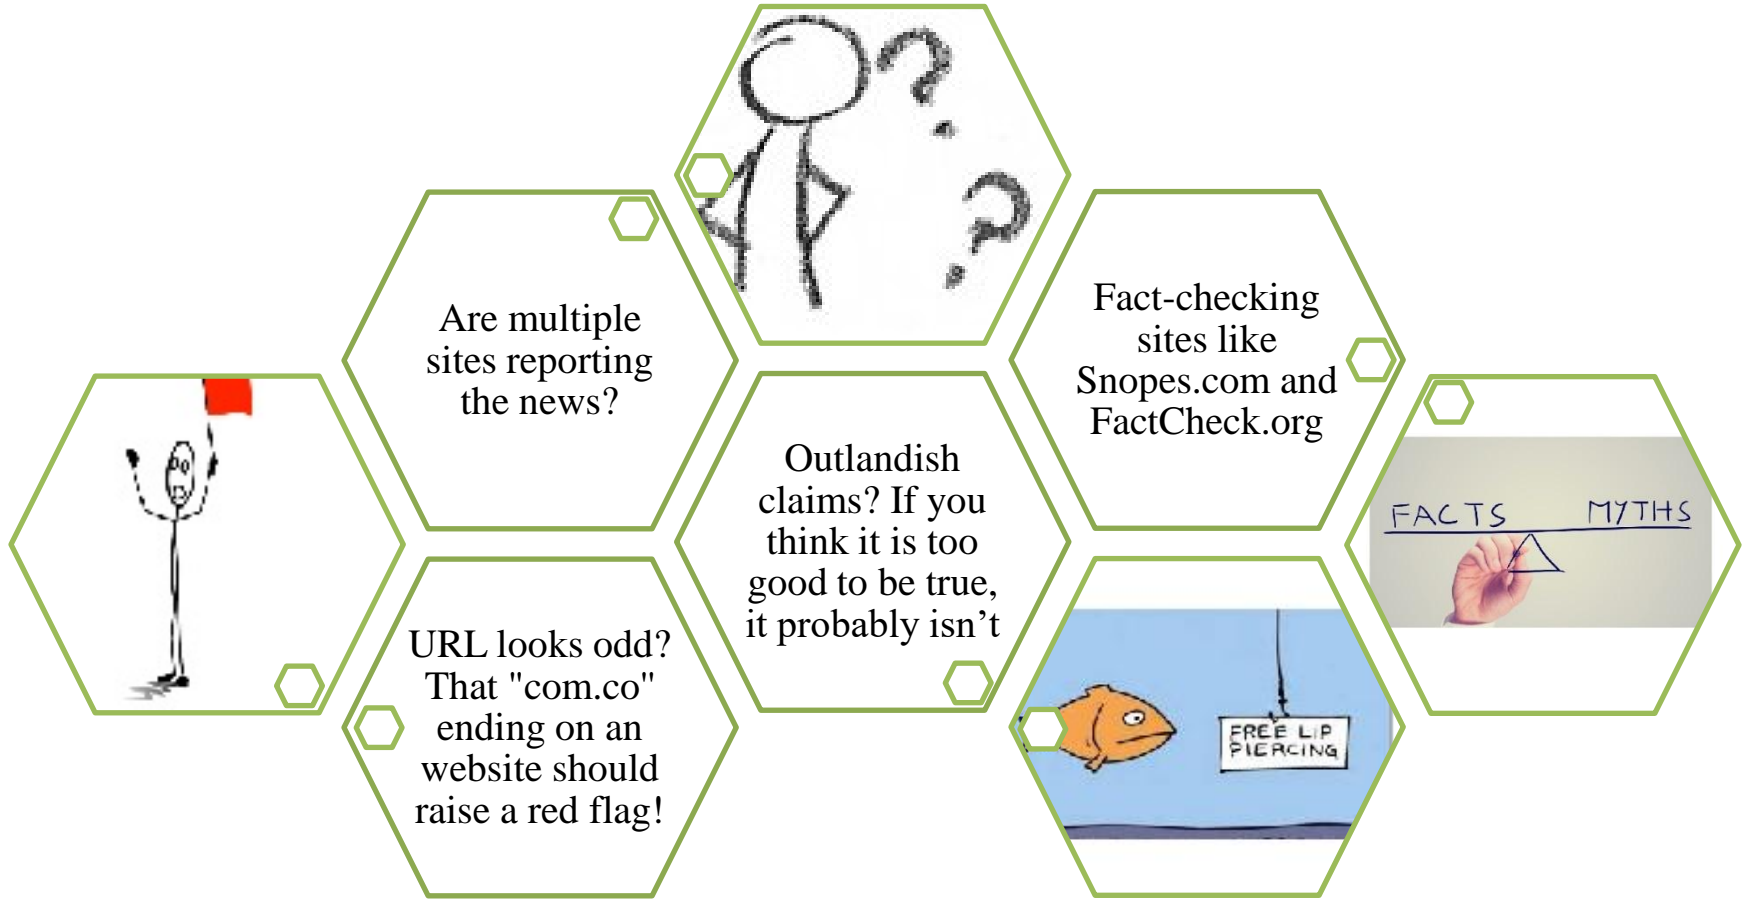 Are multiple
sites reporting
the news?
URL looks odd?
That "com.co"
ending on an
website should
raise a red flag!
Outlandish
claims? If you
think it is too
good to be true,
it probably isn’t
Fact-checking
sites like
Snopes.com and
FactCheck.org
FREE LIP
PIERCING
FACTS MYTHS